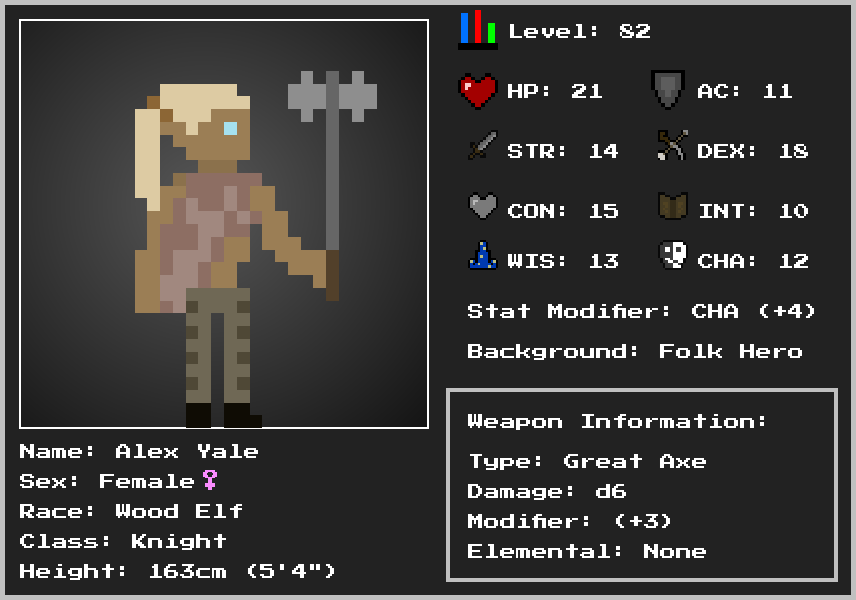 Level: 82
HP: 21
AC: 11
STR: 14
DEX: 18
CON: 15
INT: 10
WIS: 13
CHA: 12
Stat Modifier: CHA (+4)
Background: Folk Hero
Weapon Information:
Type: Great Axe
Damage: d6
Modifier: (+3)
Elemental: None
Name: Alex Yale
Sex: Female♀
Race: Wood Elf
Class: Knight
Height: 163cm (5'4")